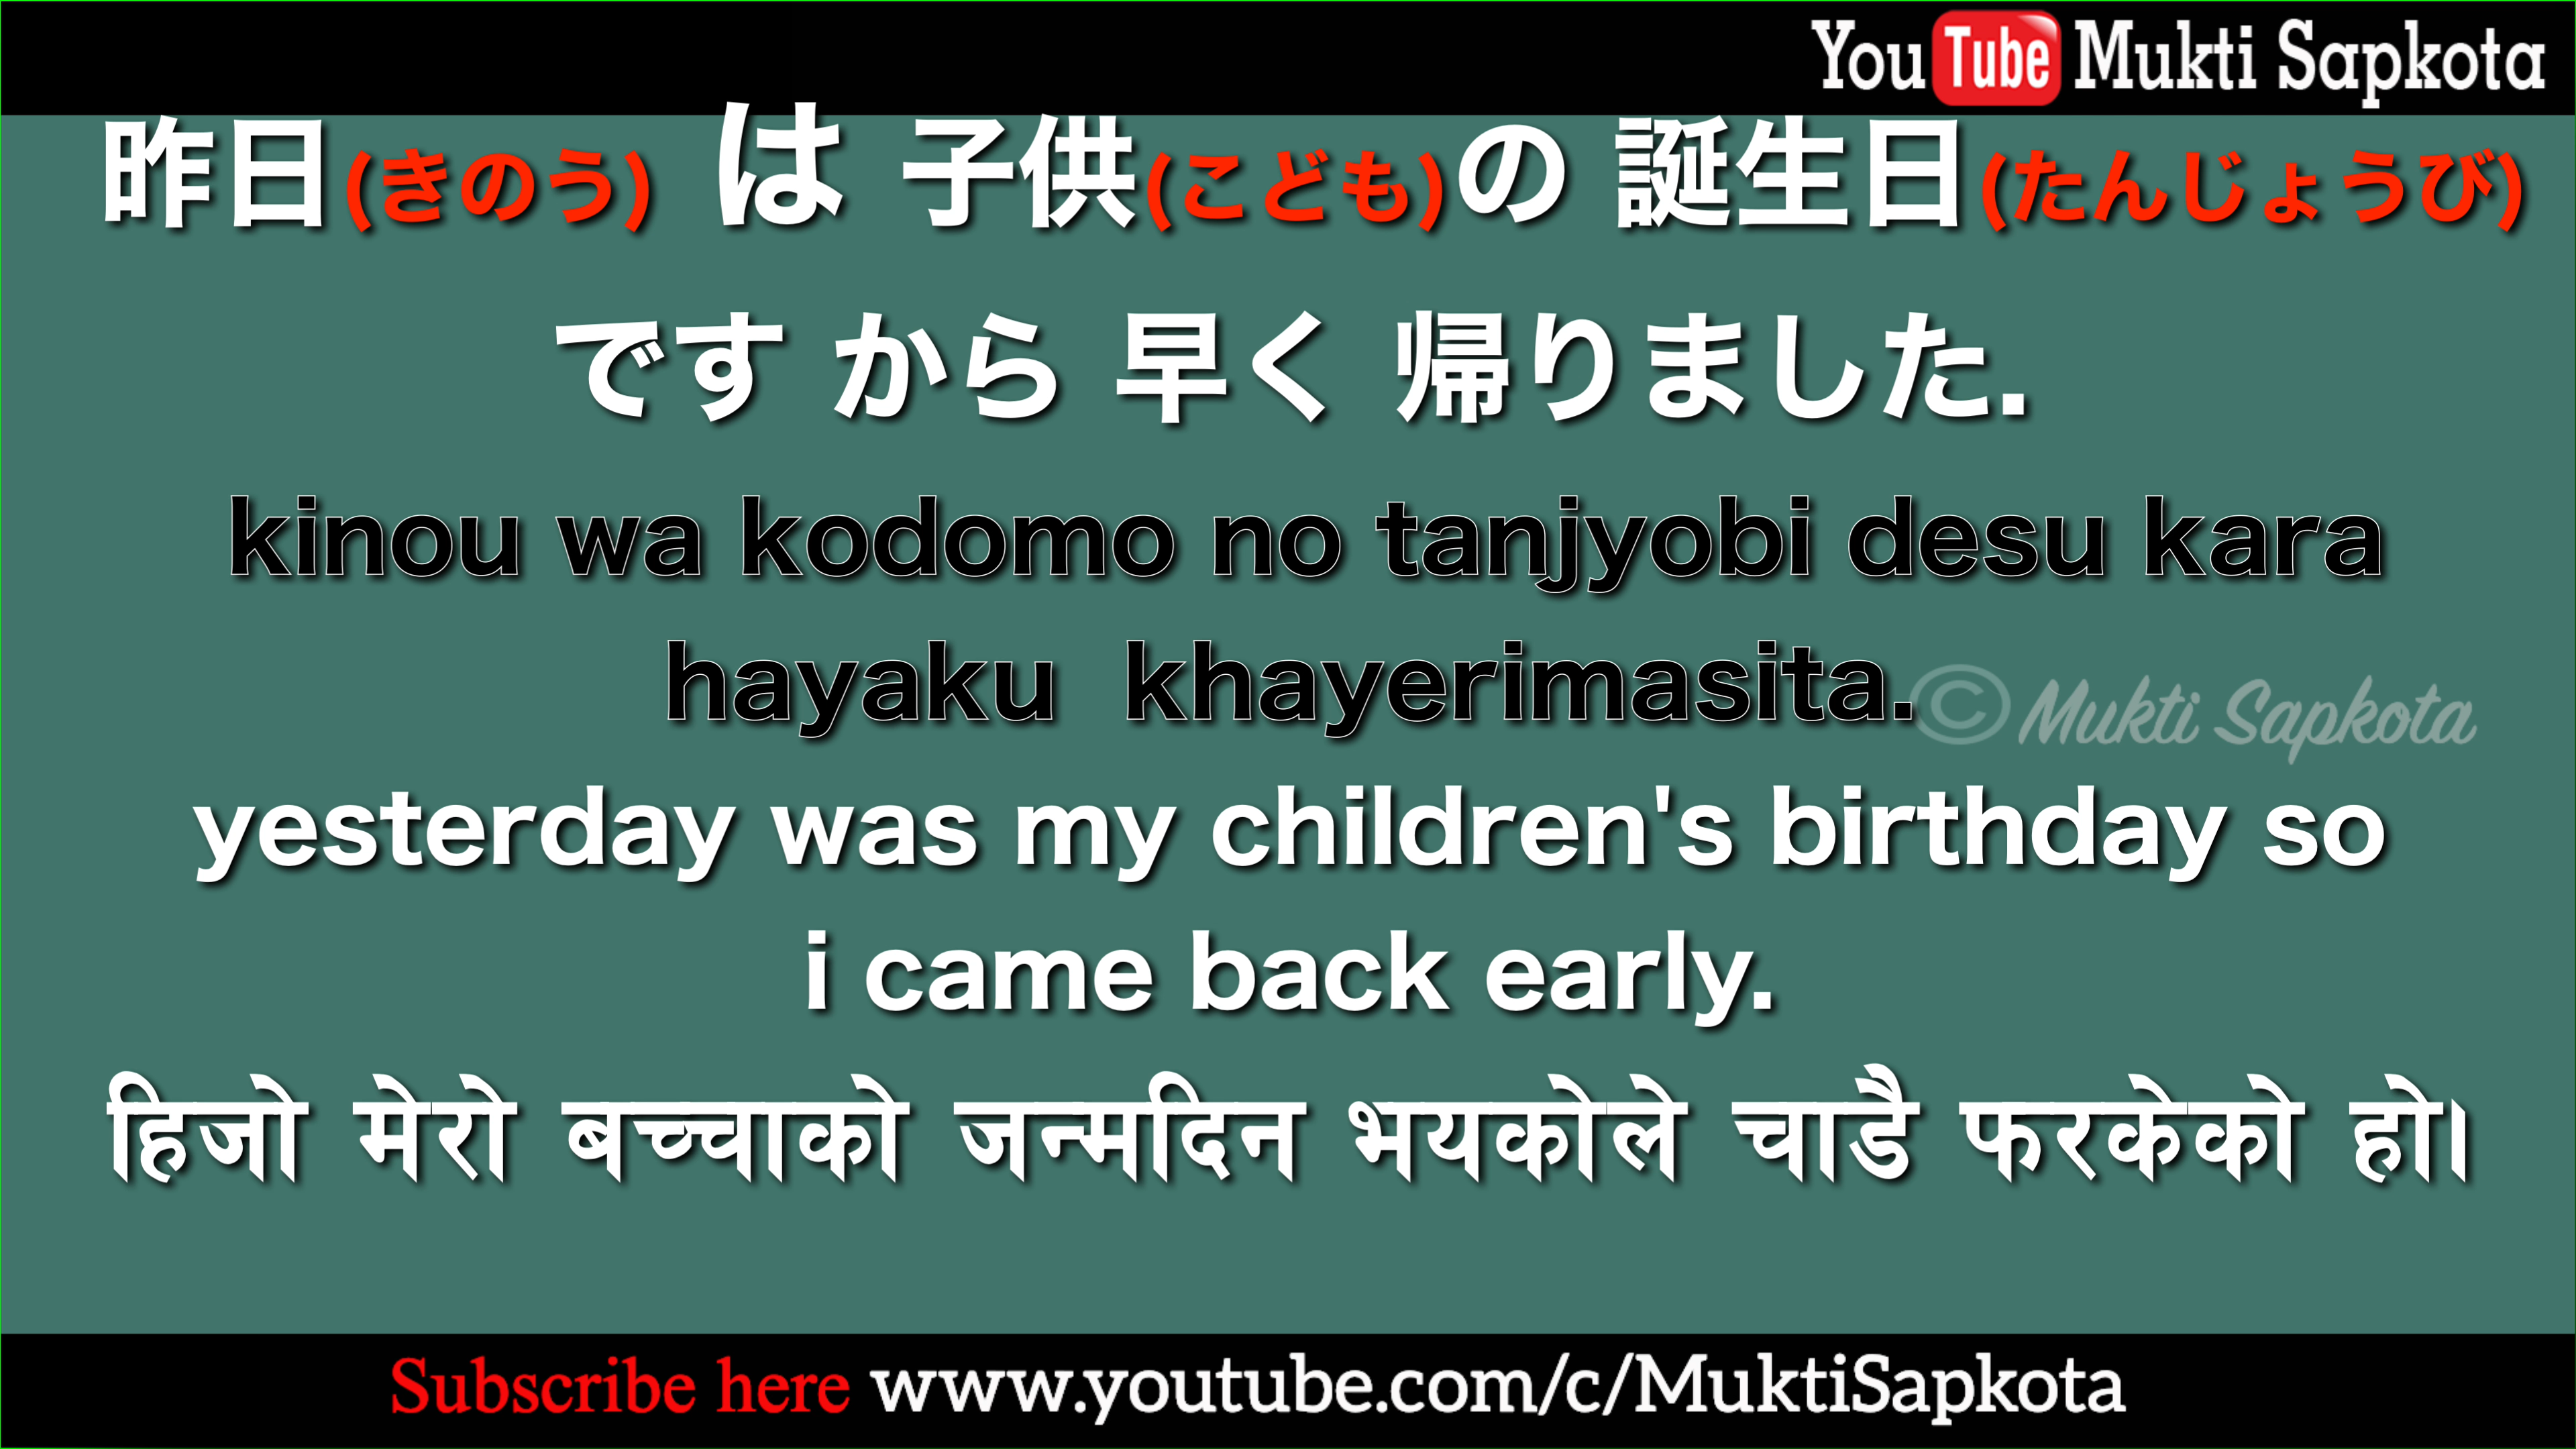 You Tube Mukti Sapkota
昨日(きのう) は 子供(こども)の 誕生日(たんじょうび)
です から 早く 帰りました.
kinou wa kodomo no tanjyobi desu kara
hayaku khayerimasita.
© Mukti Sapkota
yesterday was my children's birthday so
i came back early.
हिजो मेरो बच्चाको जन्मदिन भयकोले चाडै फरकेको हो।
Subscribe here www.youtube.com/c/MuktiSapkota